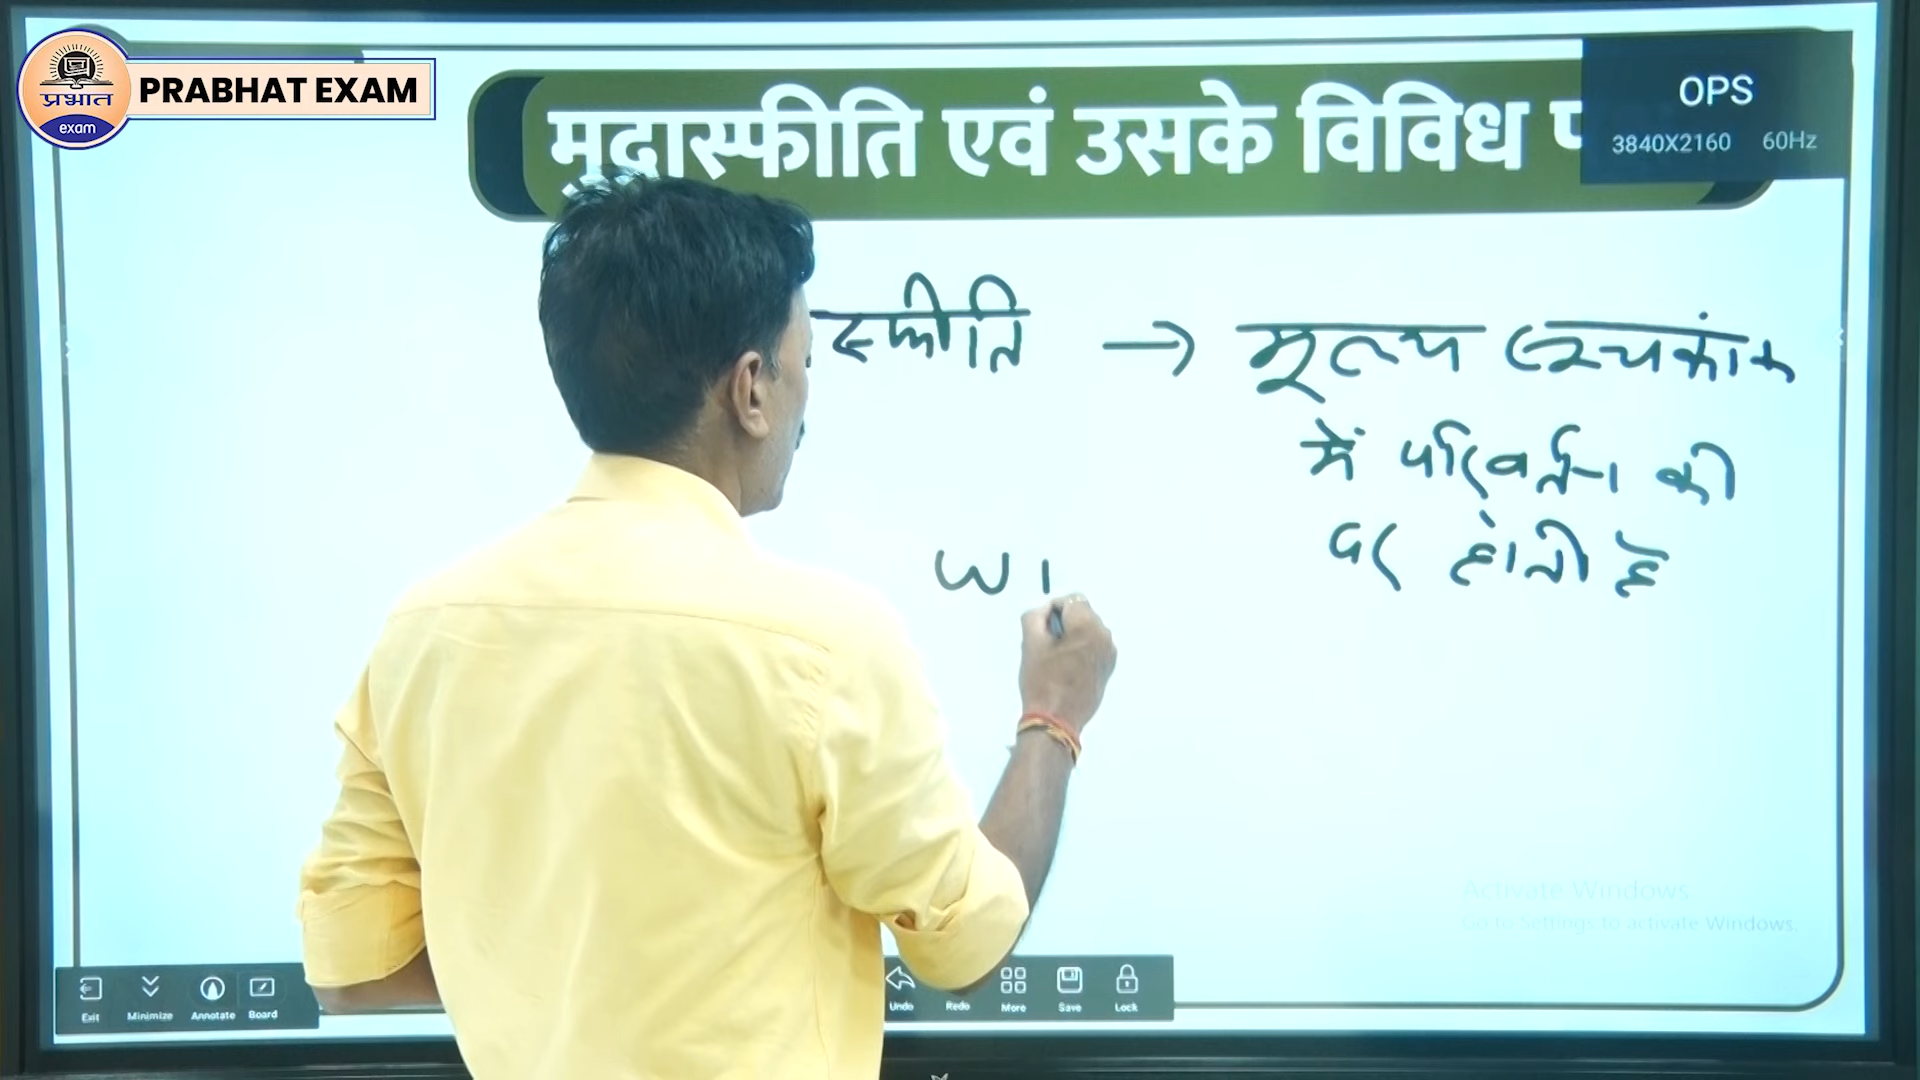 प्रभात
exam
PRABHAT EXAM
मुद्रास्फीति एवं उसके विविध प
OPS
3840X2160 60Hz
स्फीति → मूल्य सूचकांक
में परिवर्तन की
दर होती है
W I
Activate Windows
Go to Settings to activate Windows.
Exit Minimize Annotate Board Undo Redo More Save Lock